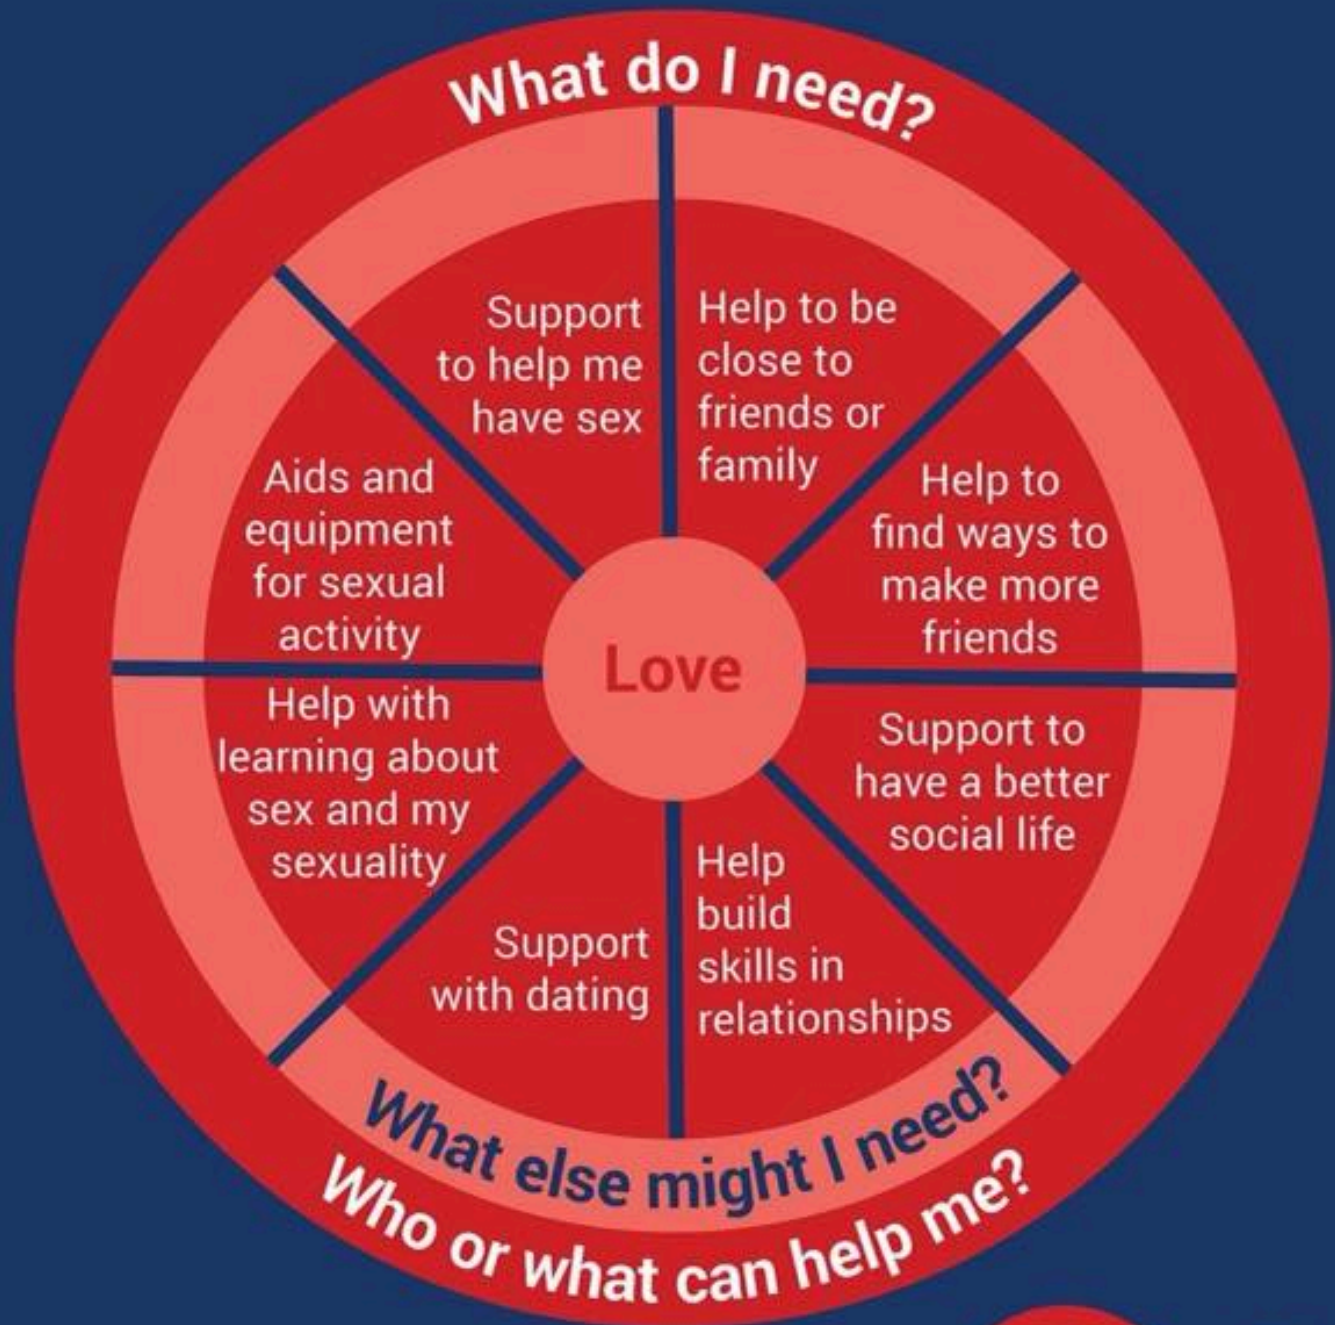 What do I need?
Support
to help me
have sex
Help to be
close to
friends or
family
Help to
find ways to
make more
friends
Support to
have a better
social life
Help
build
skills in
relationships
Support
with dating
Help with
learning about
sex and my
sexuality
Aids and
equipment
for sexual
activity
Love
What else might I need?
Who or what can help me?